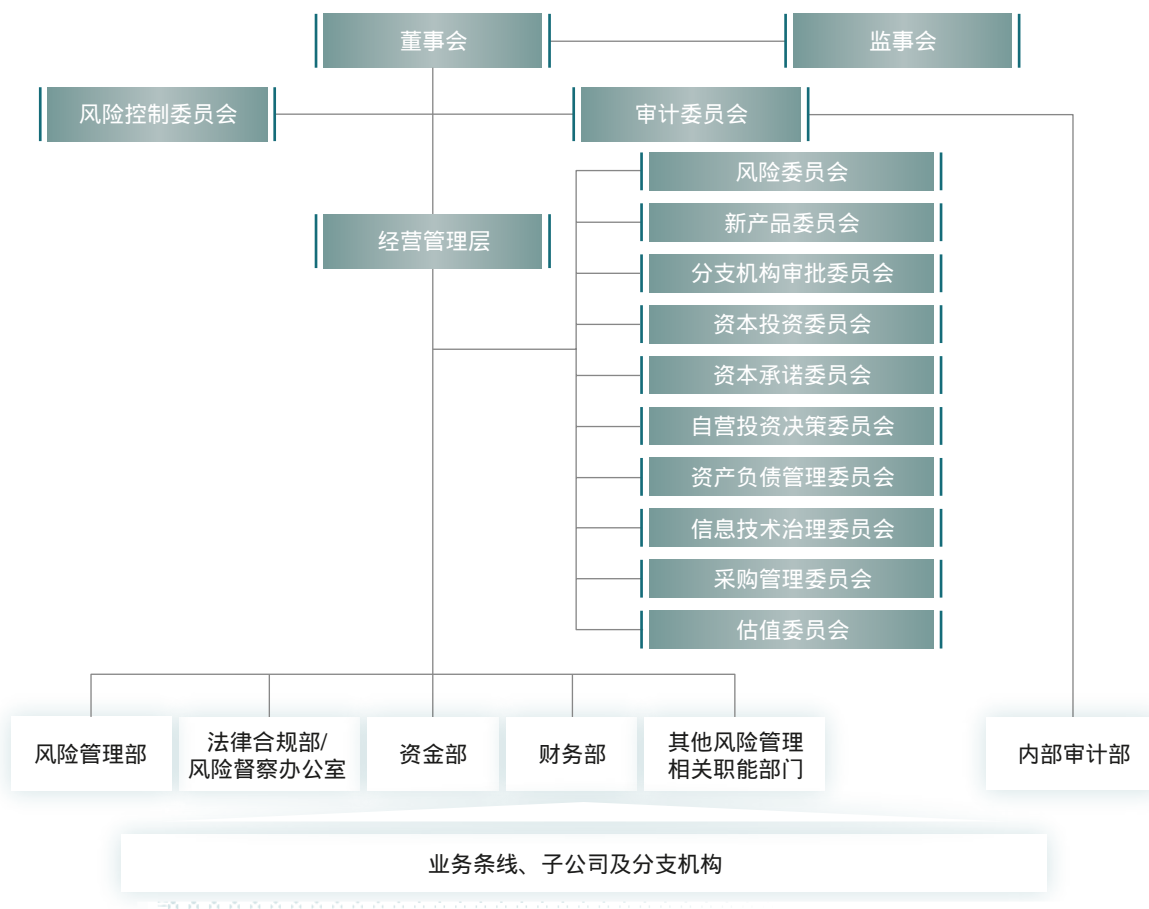 董事会
监事会
风险控制委员会
审计委员会
风险委员会
新产品委员会
经营管理层
分支机构审批委员会
资本投资委员会
资本承诺委员会
自营投资决策委员会
资产负债管理委员会
信息技术治理委员会
采购管理委员会
估值委员会
风险管理部
法律合规部/
风险督察办公室
资金部
财务部
其他风险管理
相关职能部门
内部审计部
业务条线、子公司及分支机构